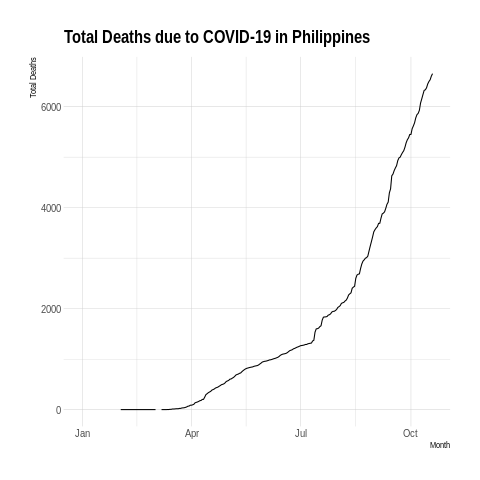 Total Deaths due to COVID-19 in Philippines
Total Deaths
6000
4000
2000
0
Jan Apr Jul Oct
Month